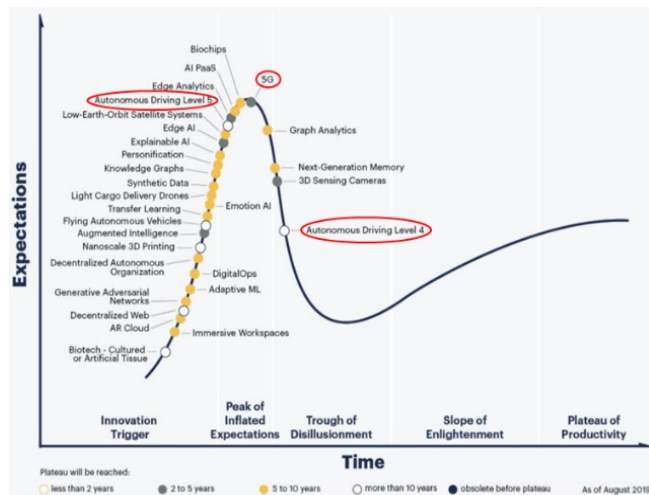 Expectations
Biochips
AI PaaS
5G
Edge Analytics
Autonomous Driving Level 5
Low-Earth-Orbit Satellite Systems
Graph Analytics
Edge AI
Explainable AI
Personification
Next-Generation Memory
Knowledge Graphs
3D Sensing Cameras
Synthetic Data
Light Cargo Delivery Drones
Emotion AI
Transfer Learning
Flying Autonomous Vehicles
Autonomous Driving Level 4
Augmented Intelligence
Nanoscale 3D Printing
Decentralized Autonomous
Organization
DigitalOps
Generative Adversarial
Networks
Adaptive ML
Decentralized Web
AR Cloud
Immersive Workspaces
Biotech - Cultured
or Artificial Tissue
Innovation
Trigger
Peak of
Inflated
Expectations
Trough of
Disillusionment
Slope of
Enlightenment
Plateau of
Productivity
Time
Plateau will be reached:
less than 2 years
2 to 5 years
5 to 10 years
more than 10 years
obsolete before plateau
As of August 2019